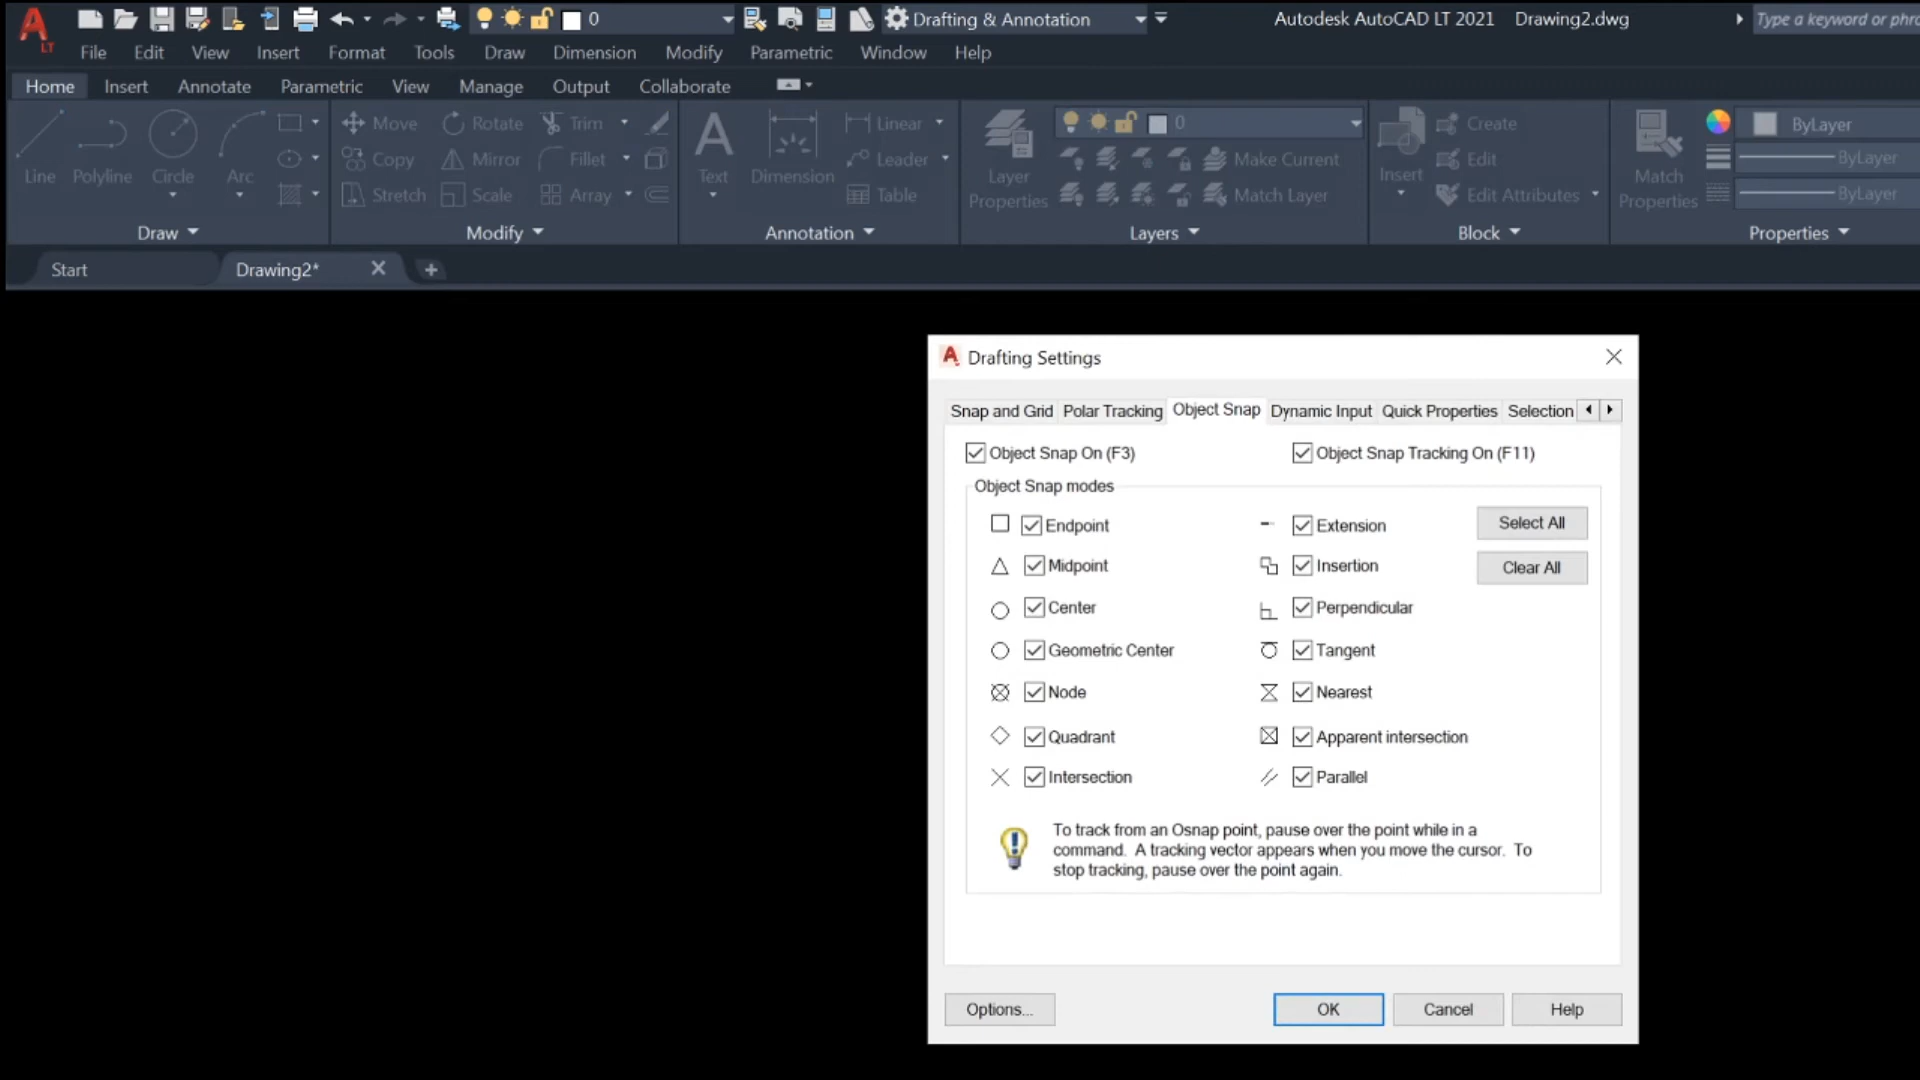 LT
0
Drafting & Annotation
Autodesk AutoCAD LT 2021 Drawing2.dwg
Type a keyword or phr
File Edit View Insert Format Tools Draw Dimension Modify Parametric Window Help
Home Insert Annotate Parametric View Manage Output Collaborate
Line
Polyline
Circle
Arc
Draw
Move Rotate Trim
Copy Mirror Fillet
Stretch Scale Array
Modify
Text
Dimension
Linear
Leader
Table
Annotation
Layer
Properties
0
Make Current
Match Layer
Layers
Insert
Create
Edit
Edit Attributes
Block
Match
Properties
ByLayer
ByLayer
ByLayer
Properties
Start Drawing2*
Drafting Settings
Snap and Grid Polar Tracking Object Snap Dynamic Input Quick Properties Selection
Object Snap On (F3) Object Snap Tracking On (F11)
Object Snap modes
Endpoint Extension Select All
Midpoint Insertion Clear All
Center Perpendicular
Geometric Center Tangent
Node Nearest
Quadrant Apparent intersection
Intersection Parallel
To track from an Osnap point, pause over the point while in a
command. A tracking vector appears when you move the cursor. To
stop tracking, pause over the point again.
Options... OK Cancel Help